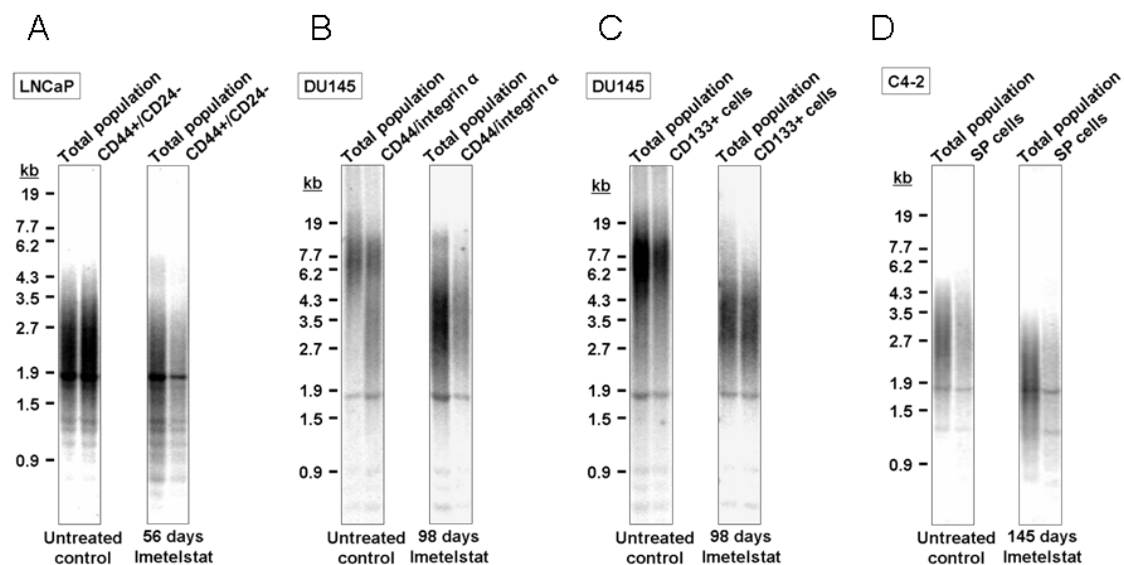 A
B
C
D
LNCaP
Total population
CD44+/CD24-
Total population
CD44+/CD24-
kb
19
7.7
6.2
4.3
3.5
2.7
1.9
1.5
0.9
Untreated
control
56 days
Imetelstat
DU145
Total population
CD44/integrin α
Total population
CD44/integrin α
kb
19
7.7
6.2
4.3
3.5
2.7
1.9
1.5
0.9
Untreated
control
98 days
Imetelstat
DU145
Total population
CD133+ cells
Total population
CD133+ cells
kb
19
7.7
6.2
4.3
3.5
2.7
1.9
1.5
0.9
Untreated
control
98 days
Imetelstat
C4-2
Total population
SP cells
Total population
SP cells
kb
19
7.7
6.2
4.3
3.5
2.7
1.9
1.5
0.9
Untreated
control
145 days
Imetelstat